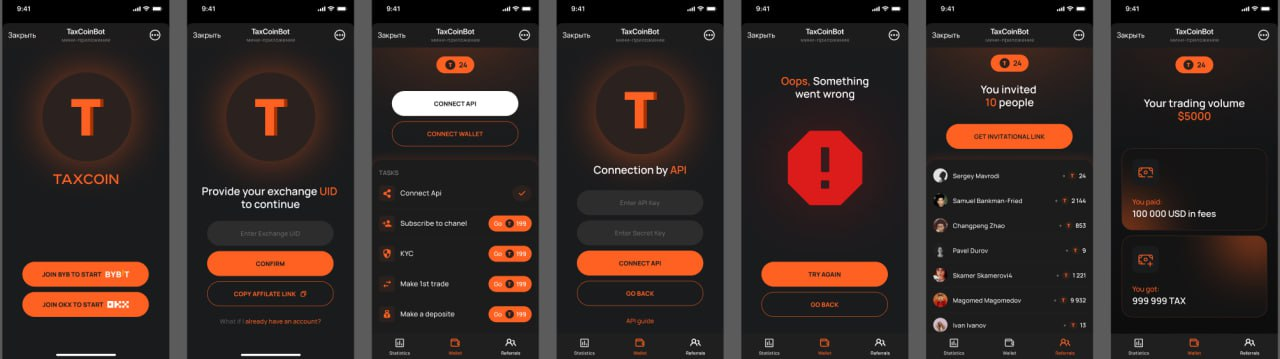 9:41
Закрыть
TaxCoinBot
мини-приложение
T
TAXCOIN
JOIN BYB TO START BYBIT
JOIN OKX TO START OKX
9:41
Закрыть
TaxCoinBot
мини-приложение
T
Provide your exchange UID
to continue
Enter Exchange UID
CONFIRM
COPY AFFILATE LINK
What if I already have an account?
9:41
Закрыть
TaxCoinBot
мини-приложение
T 24
CONNECT API
CONNECT WALLET
TASKS
Connect Api
Subscribe to chanel
Go T 199
KYC
Go T 199
Make 1st trade
Go T 199
Make a deposite
Go T 199
Statistics
Wallet
Referrals
9:41
Закрыть
TaxCoinBot
мини-приложение
T
Connection by API
Enter API Key
Enter Secret Key
CONNECT API
GO BACK
API guide
Statistics
Wallet
Referrals
9:41
Закрыть
TaxCoinBot
мини-приложение
Oops, Something
went wrong
!
TRY AGAIN
GO BACK
Statistics
Wallet
Referrals
9:41
Закрыть
TaxCoinBot
мини-приложение
T 24
You invited
10 people
GET INVITATIONAL LINK
Sergey Mavrodi + T 24
Samuel Bankman-Fried + T 2 144
Changpeng Zhao + T 853
Pavel Durov + T 9
Skamer Skamerovi4 + T 1 221
Magomed Magomedov + T 9 932
Ivan Ivanov + T 13
Statistics
Wallet
Referrals
9:41
Закрыть
TaxCoinBot
мини-приложение
T 24
Your trading volume
$5000
You paid:
100 000 USD in fees
You got:
999 999 TAX
Statistics
Wallet
Referrals